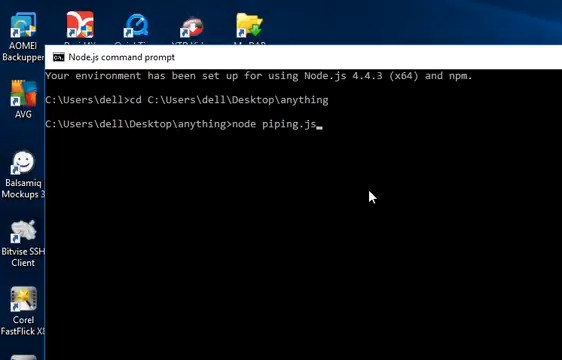 AOMEI
Backupper
Node.js command prompt
Your environment has been set up for using Node.js 4.4.3 (x64) and npm.
C:\Users\dell>cd C:\Users\dell\Desktop\anything
C:\Users\dell\Desktop\anything>node piping.js_
AVG
Balsamiq
Mockups 3
Bitvise SSH
Client
Corel
FastFlick X8